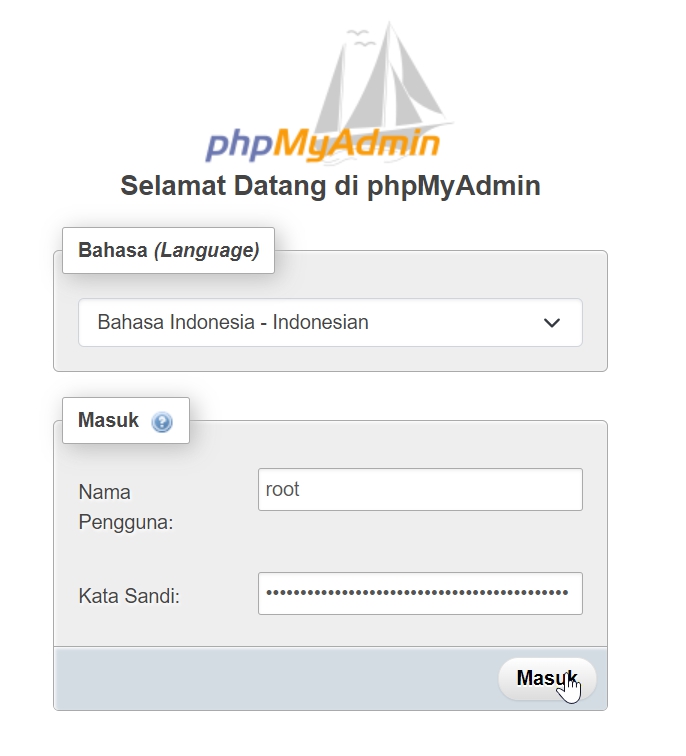 phpMyAdmin
Selamat Datang di phpMyAdmin
Bahasa (Language)
Bahasa Indonesia - Indonesian
Masuk
Nama
Pengguna:
root
Kata Sandi:
Masuk